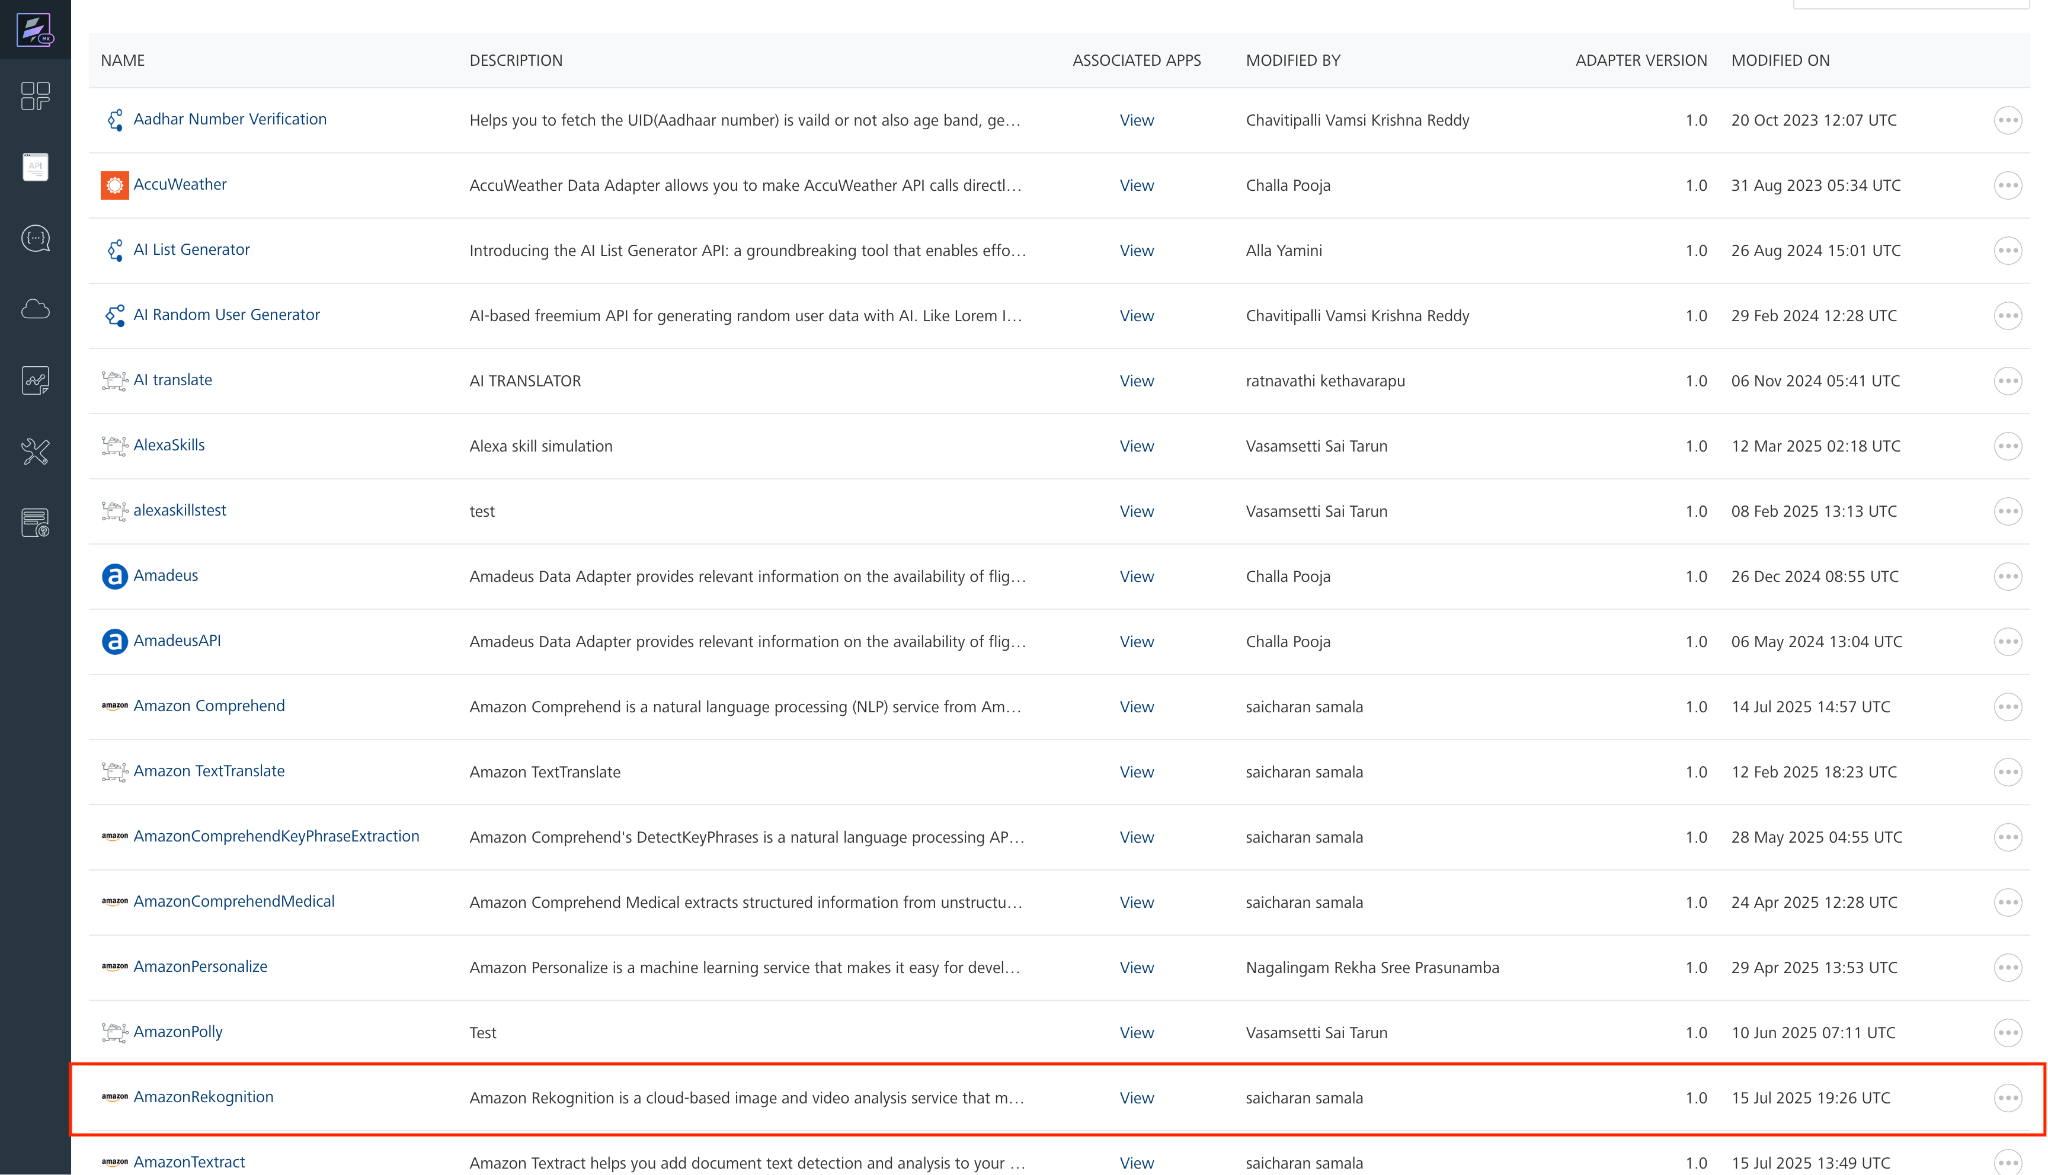 NAME DESCRIPTION ASSOCIATED APPS MODIFIED BY ADAPTER VERSION MODIFIED ON
Aadhar Number Verification Helps you to fetch the UID(Aadhaar number) is vaild or not also age band, ge... View Chavitipalli Vamsi Krishna Reddy 1.0 20 Oct 2023 12:07 UTC
AccuWeather AccuWeather Data Adapter allows you to make AccuWeather API calls directl... View Challa Pooja 1.0 31 Aug 2023 05:34 UTC
API
AI List Generator Introducing the AI List Generator API: a groundbreaking tool that enables effo... View Alla Yamini 1.0 26 Aug 2024 15:01 UTC
AI Random User Generator AI-based freemium API for generating random user data with AI. Like Lorem I... View Chavitipalli Vamsi Krishna Reddy 1.0 29 Feb 2024 12:28 UTC
AI translate AI TRANSLATOR View ratnavathi kethavarapu 1.0 06 Nov 2024 05:41 UTC
AlexaSkills Alexa skill simulation View Vasamsetti Sai Tarun 1.0 12 Mar 2025 02:18 UTC
alexaskillstest test View Vasamsetti Sai Tarun 1.0 08 Feb 2025 13:13 UTC
a Amadeus Amadeus Data Adapter provides relevant information on the availability of flig... View Challa Pooja 1.0 26 Dec 2024 08:55 UTC
a AmadeusAPI Amadeus Data Adapter provides relevant information on the availability of flig... View Challa Pooja 1.0 06 May 2024 13:04 UTC
amazon Amazon Comprehend Amazon Comprehend is a natural language processing (NLP) service from Am... View saicharan samala 1.0 14 Jul 2025 14:57 UTC
Amazon TextTranslate Amazon TextTranslate View saicharan samala 1.0 12 Feb 2025 18:23 UTC
amazon AmazonComprehendKeyPhraseExtraction Amazon Comprehend's DetectKeyPhrases is a natural language processing AP... View saicharan samala 1.0 28 May 2025 04:55 UTC
amazon AmazonComprehendMedical Amazon Comprehend Medical extracts structured information from unstructu... View saicharan samala 1.0 24 Apr 2025 12:28 UTC
amazon AmazonPersonalize Amazon Personalize is a machine learning service that makes it easy for devel... View Nagalingam Rekha Sree Prasunamba 1.0 29 Apr 2025 13:53 UTC
AmazonPolly Test View Vasamsetti Sai Tarun 1.0 10 Jun 2025 07:11 UTC
amazon AmazonRekognition Amazon Rekognition is a cloud-based image and video analysis service that m... View saicharan samala 1.0 15 Jul 2025 19:26 UTC
amazon AmazonTextract Amazon Textract helps you add document text detection and analysis to your ... View saicharan samala 1.0 15 Jul 2025 13:49 UTC